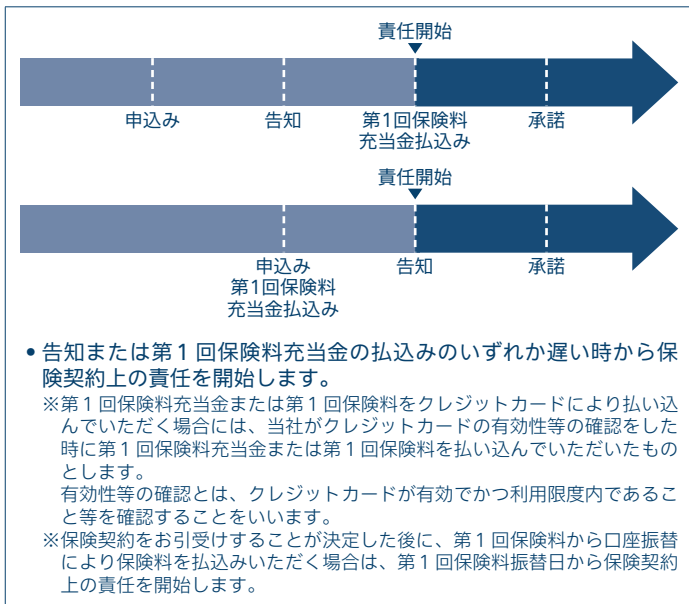 責任開始
申込み 告知 第1回保険料 承諾
充当金払込み
責任開始
申込み 告知 承諾
第1回保険料
充当金払込み
•告知または第1回保険料充当金の払込みのいずれか遅い時から保
険契約上の責任を開始します。
※第1回保険料充当金または第1回保険料をクレジットカードにより払い込
んでいただく場合には、当社がクレジットカードの有効性等の確認をした
時に第1回保険料充当金または第1回保険料を払い込んでいただいたもの
とします。
有効性等の確認とは、クレジットカードが有効でかつ利用限度内であるこ
と等を確認することをいいます。
※保険契約をお引受けすることが決定した後に、第1回保険料から口座振替
により保険料を払込みいただく場合は、第1回保険料振替日から保険契約
上の責任を開始します。